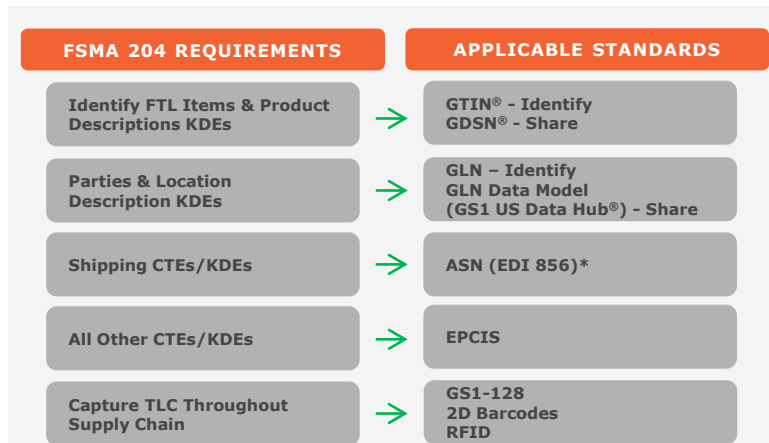 FSMA 204 REQUIREMENTS
APPLICABLE STANDARDS
Identify FTL Items & Product
Descriptions KDEs
GTIN® - Identify
GDSN® - Share
Parties & Location
Description KDEs
GLN – Identify
GLN Data Model
(GS1 US Data Hub®) - Share
Shipping CTEs/KDEs
ASN (EDI 856)*
All Other CTEs/KDEs
EPCIS
Capture TLC Throughout
Supply Chain
GS1-128
2D Barcodes
RFID